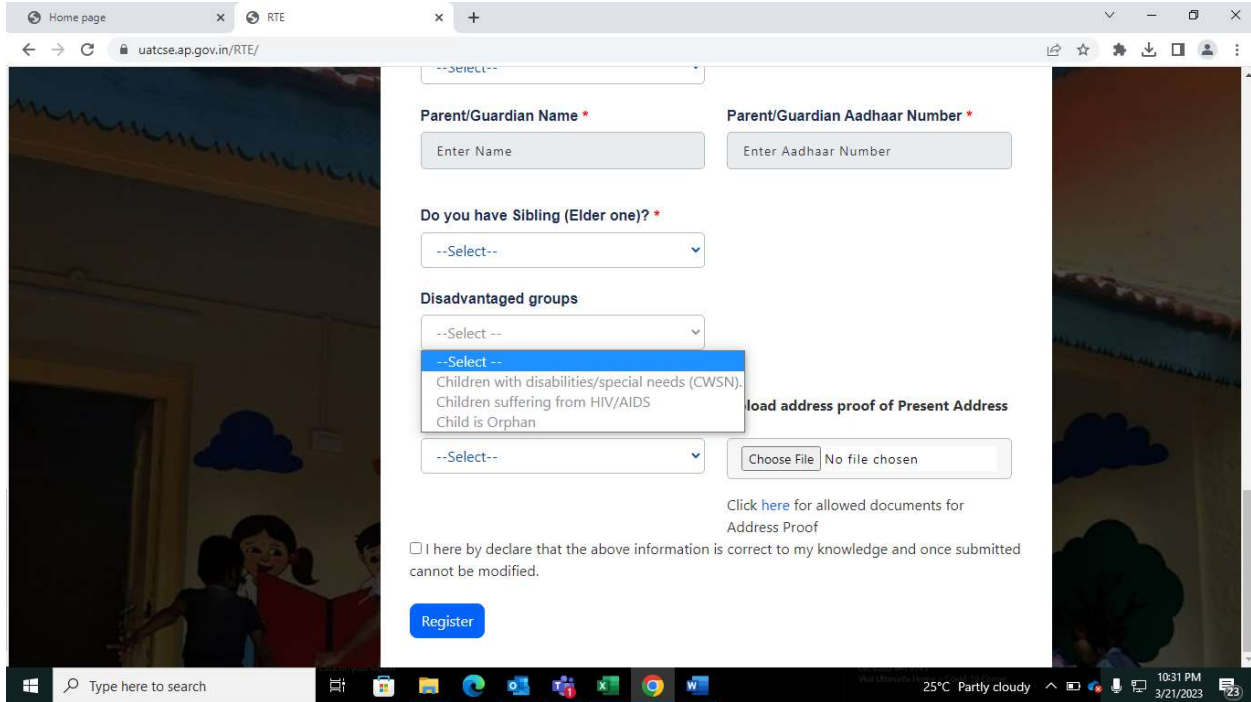 Home page
RTE
uatcse.ap.gov.in/RTE/
--Select--
Parent/Guardian Name *
Parent/Guardian Aadhaar Number *
Enter Name
Enter Aadhaar Number
Do you have Sibling (Elder one)? *
--Select--
Disadvantaged groups
--Select --
--Select --
Children with disabilities/special needs (CWSN).
Children suffering from HIV/AIDS
Child is Orphan
address proof of Present Address
--Select--
Choose File No file chosen
Click here for allowed documents for
Address Proof
I here by declare that the above information is correct to my knowledge and once submitted
cannot be modified.
Register
Type here to search
25°C Partly cloudy
10:31 PM
3/21/2023
23